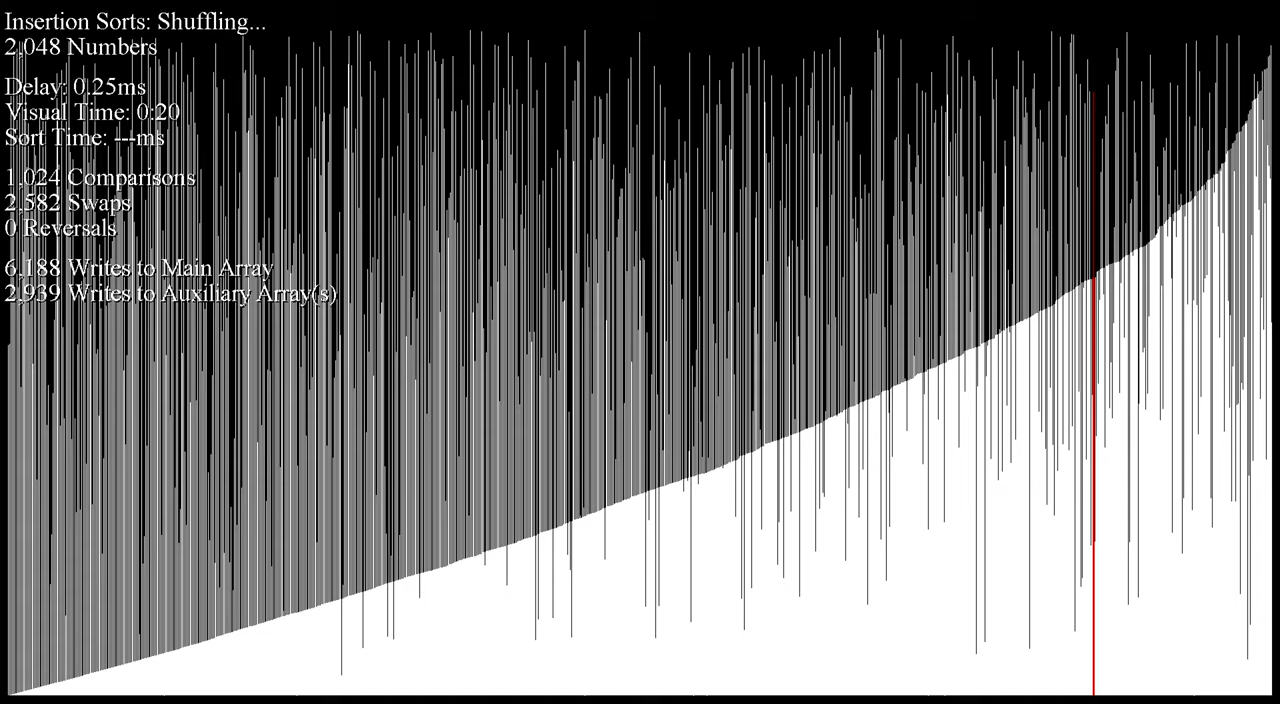 Insertion Sorts: Shuffling...
2,048 Numbers
Delay: 0.25ms
Visual Time: 0:20
Sort Time: ---ms
1,024 Comparisons
2,582 Swaps
0 Reversals
6,188 Writes to Main Array
2,939 Writes to Auxiliary Array(s)